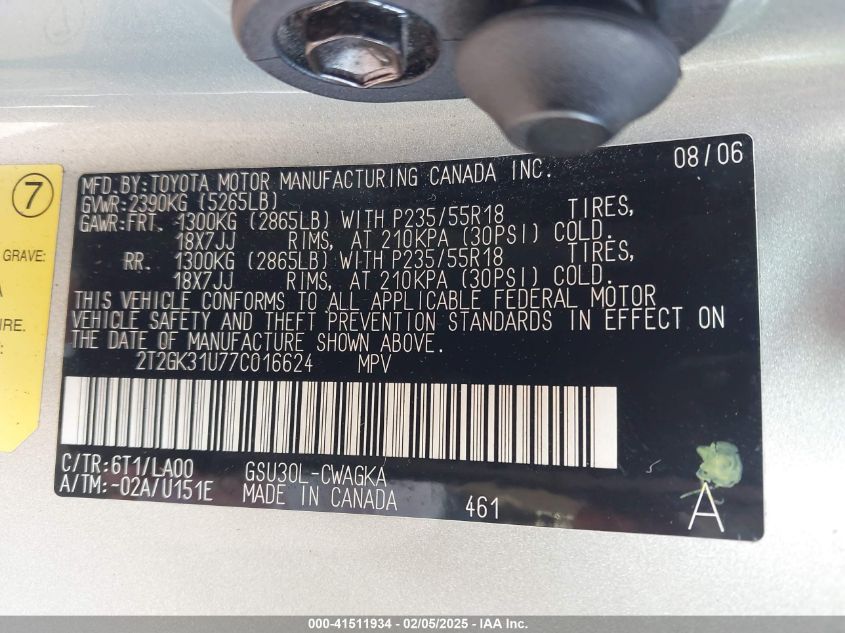 7
GRAVE:
08/06
MFD.BY:TOYOTA MOTOR MANUFACTURING CANADA INC.
GVWR:2390KG (5265LB)
GAWR:FRT. 1300KG (2865LB) WITH P235/55R18 TIRES,
18X7JJ RIMS, AT 210KPA (30PSI) COLD.
RR. 1300KG (2865LB) WITH P235/55R18 TIRES,
18X7JJ RIMS, AT 210KPA (30PSI) COLD.
THIS VEHICLE CONFORMS TO ALL APPLICABLE FEDERAL MOTOR
VEHICLE SAFETY AND THEFT PREVENTION STANDARDS IN EFFECT ON
THE DATE OF MANUFACTURE SHOWN ABOVE.
2T2GK31U77C016624 MPV
C/TR:6T1/LA00 GSU30L-CWAGKA
A/TM:-02A/U151E MADE IN CANADA 461 A
000-41511934 - 02/05/2025 - IAA Inc.